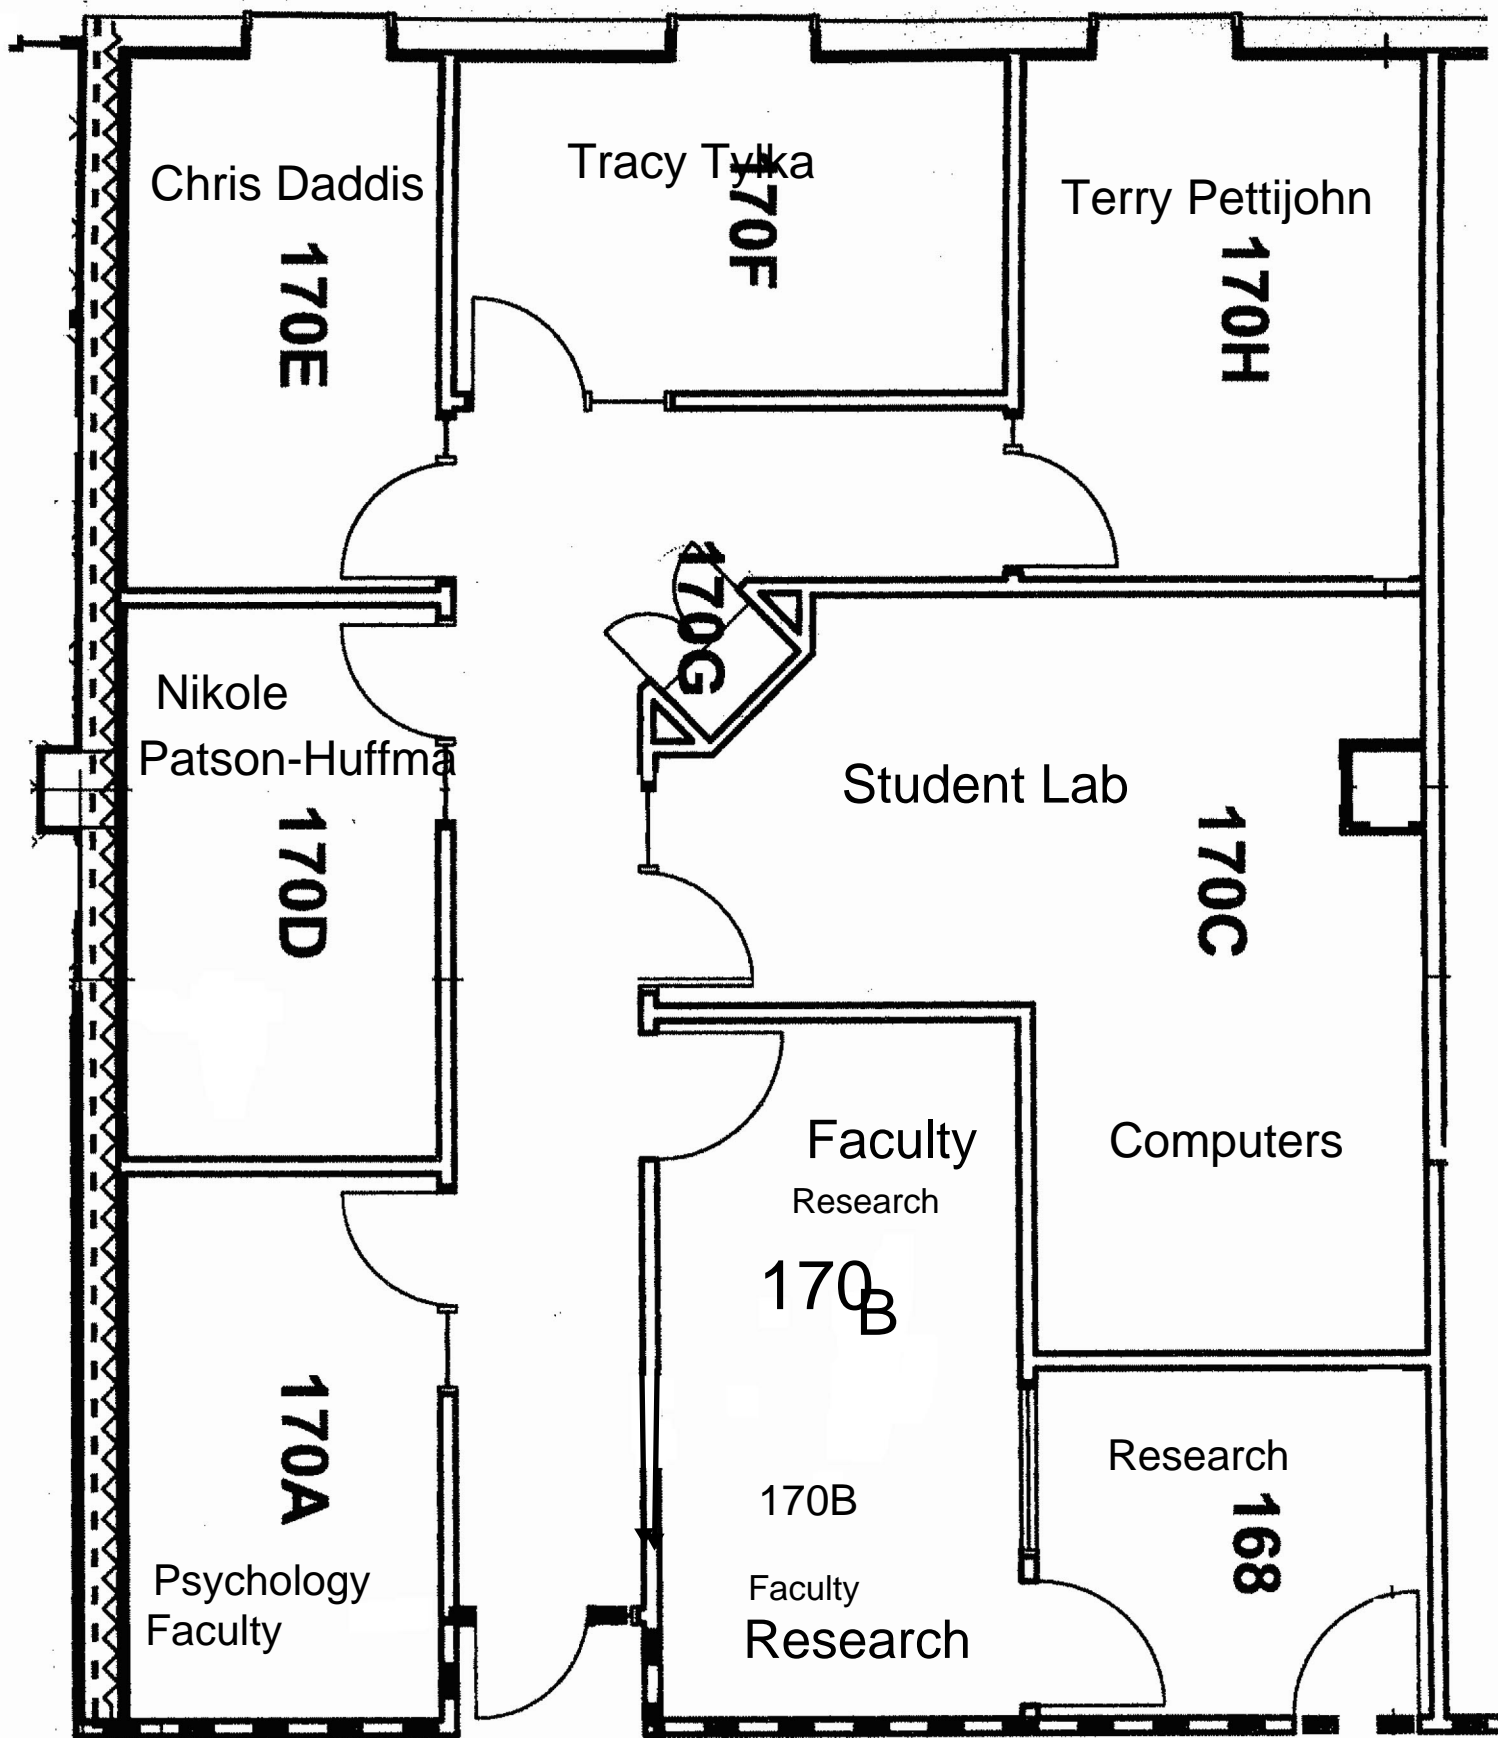 Chris Daddis
170E
Tracy Tylka
170F
Terry Pettijohn
170H
170G
Nikole
Patson-Huffma
170D
Student Lab
170C
Computers
Faculty
Research
170B
170B
Faculty
Research
170A
Psychology
Faculty
Research
168